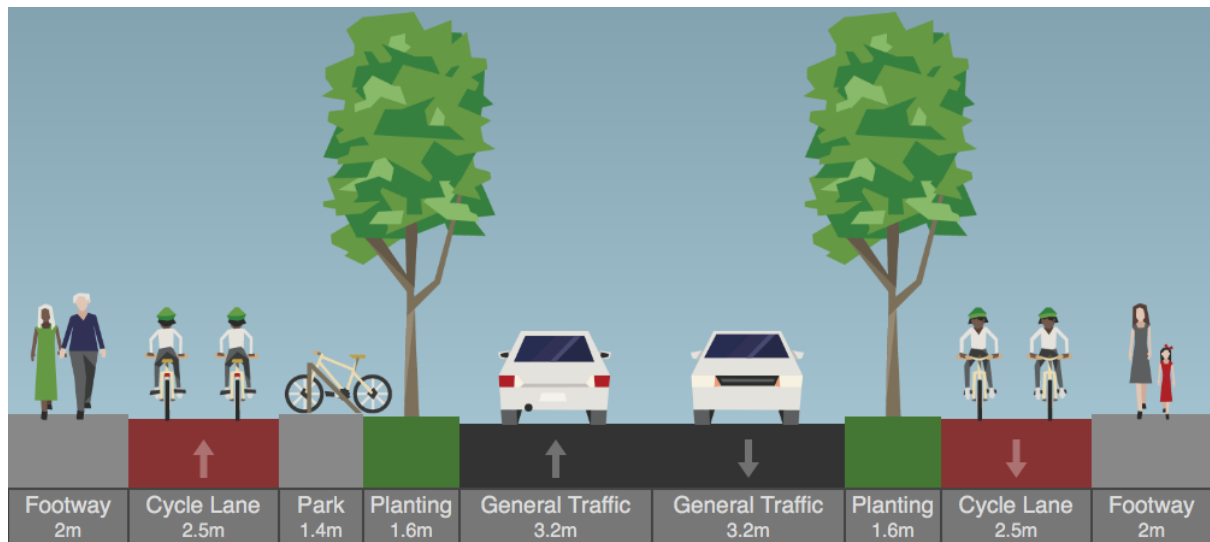 Footway
2m
Cycle Lane
2.5m
Park
1.4m
Planting
1.6m
General Traffic
3.2m
General Traffic
3.2m
Planting
1.6m
Cycle Lane
2.5m
Footway
2m